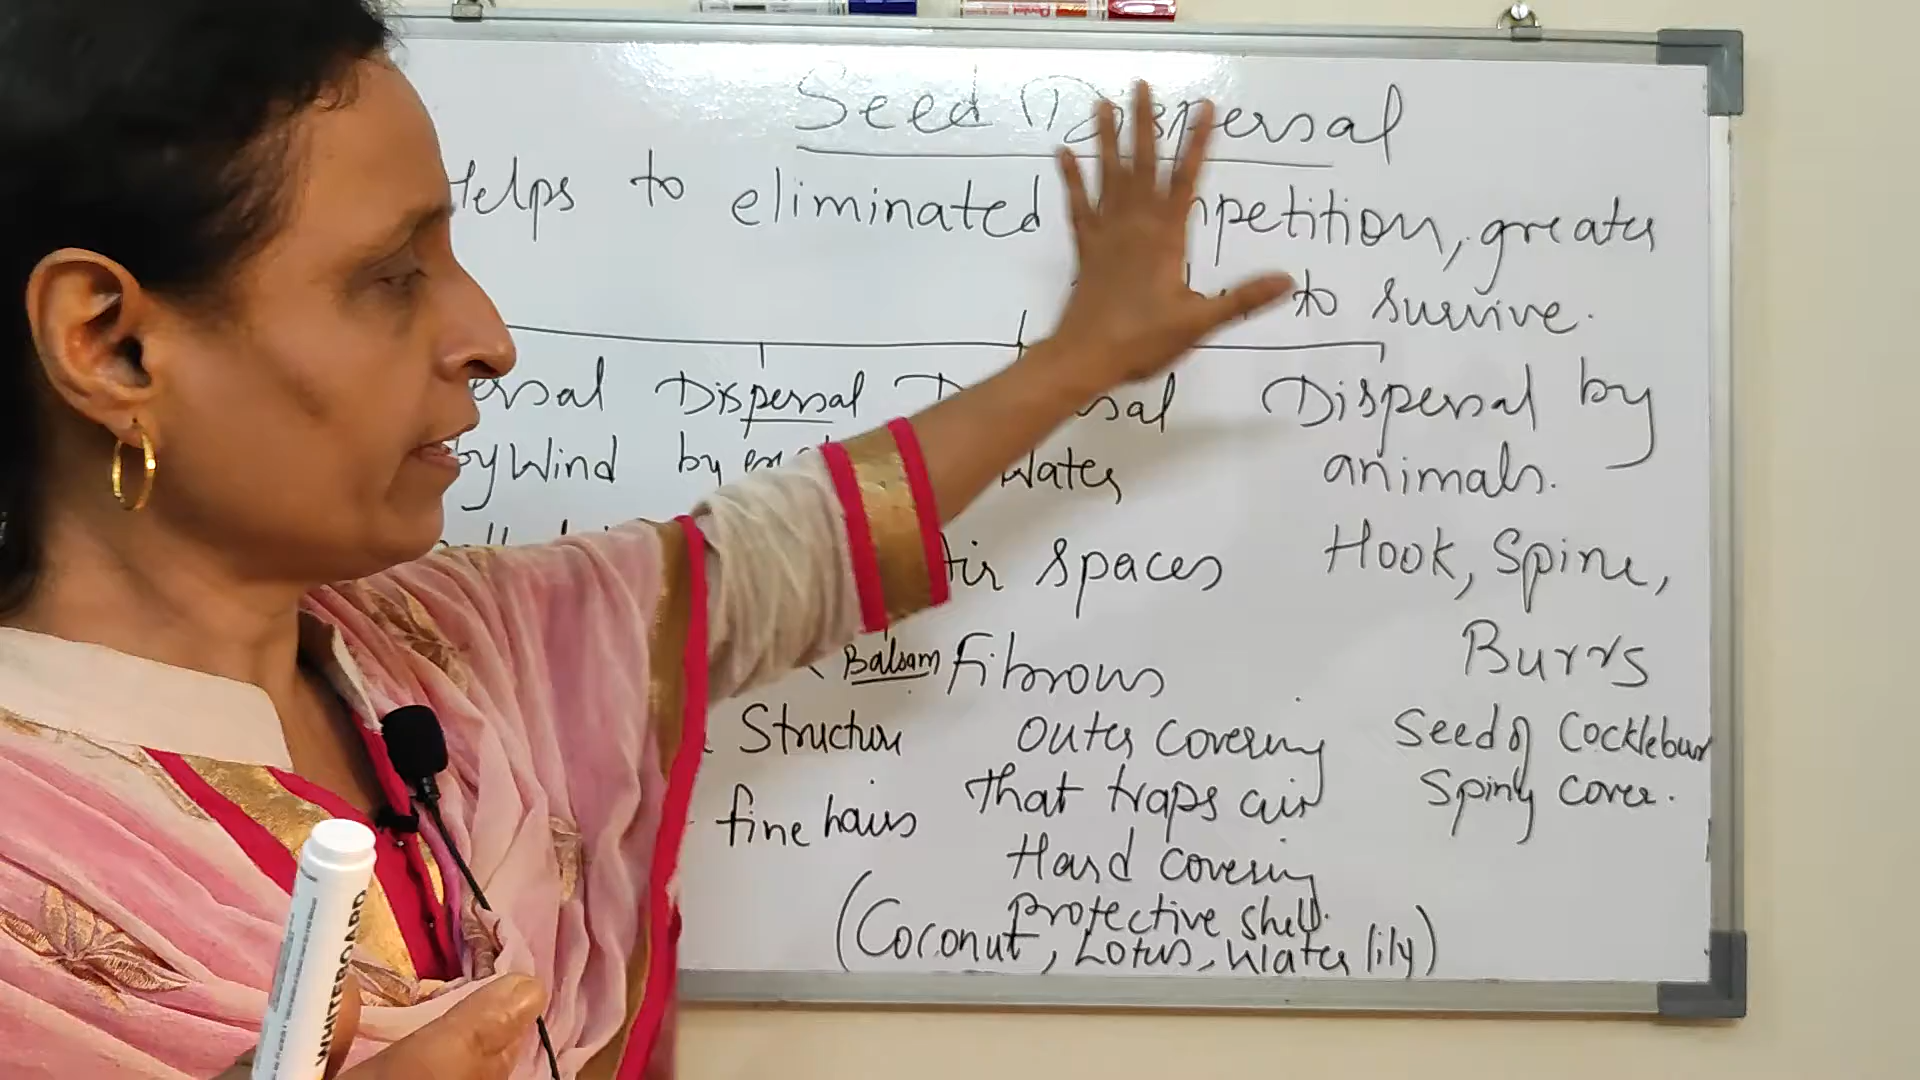 Seed Dispersal
Helps to eliminated competition, greater
to survive.
Dispersal by Wind
Dispersal by
Water
Air spaces
Balsam
Fibrous
outer covering
that traps air
Hard covering
protective shell.
(Coconut, Lotus, Water lily)
Structure
fine hairs
Dispersal by
animals.
Hook, Spine,
Burrs
Seed of Cocklebur
Spiny cover.
WHITEBOARD